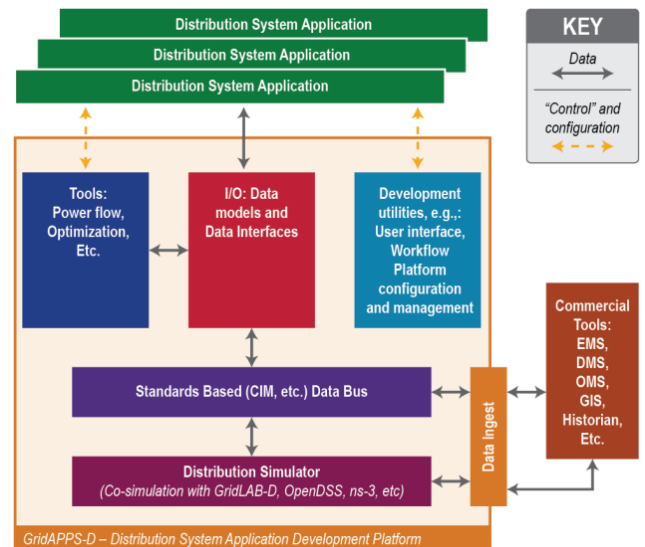 Distribution System Application
Distribution System Application
Distribution System Application
KEY
Data
“Control” and
configuration
Tools:
Power flow,
Optimization,
Etc.
I/O: Data
models and
Data Interfaces
Development
utilities, e.g.,:
User interface,
Workflow
Platform
configuration
and management
Commercial
Tools:
EMS,
DMS,
OMS,
GIS,
Historian,
Etc.
Standards Based (CIM, etc.) Data Bus
Data Ingest
Distribution Simulator
(Co-simulation with GridLAB-D, OpenDSS, ns-3, etc)
GridAPPS-D – Distribution System Application Development Platform